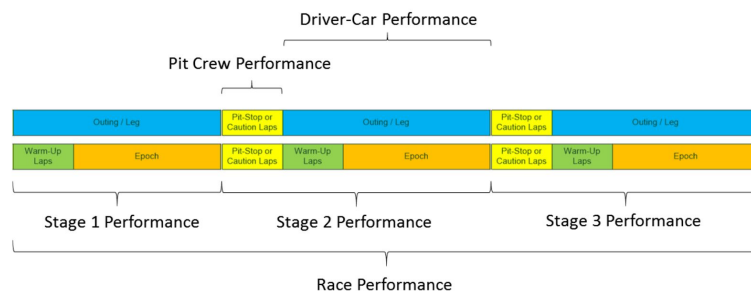 Driver-Car Performance
Pit Crew Performance
Outing / Leg
Pit-Stop or
Caution Laps
Outing / Leg
Pit-Stop or
Caution Laps
Outing / Leg
Warm-Up
Laps
Epoch
Pit-Stop or
Caution Laps
Warm-Up
Laps
Epoch
Pit-Stop or
Caution Laps
Warm-Up
Laps
Epoch
Stage 1 Performance
Stage 2 Performance
Stage 3 Performance
Race Performance